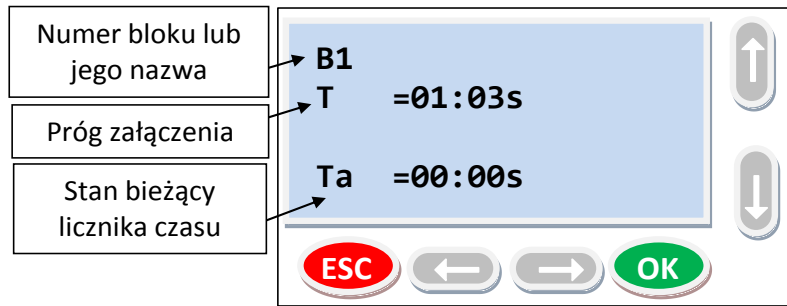 Numer bloku lub
jego nazwa
Próg załączenia
Stan bieżący
licznika czasu
B1
T =01:03s
Ta =00:00s
ESC
OK